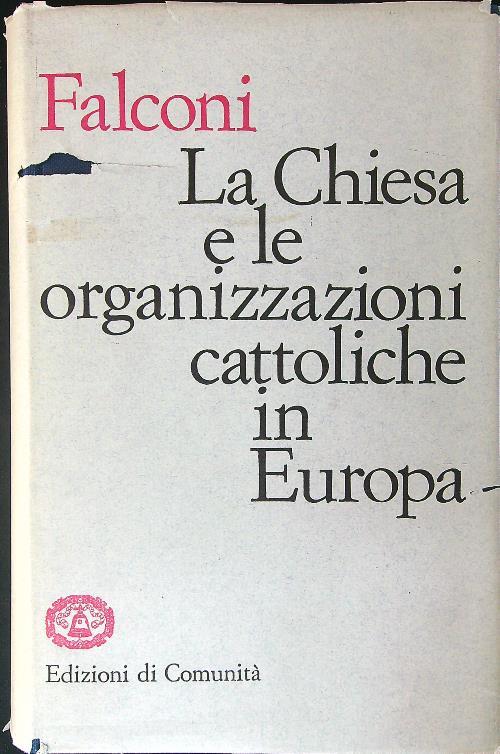 Falconi
La Chiesa
e le
organizzazioni
cattoliche
in
Europa
Edizioni di Comunità